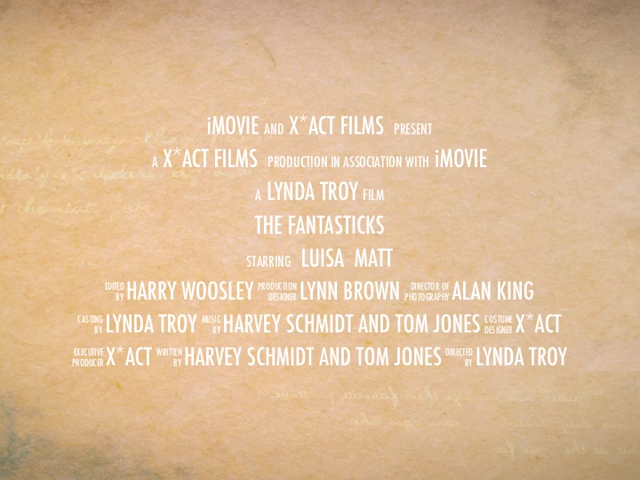 iMOVIE AND X*ACT FILMS PRESENT
A X*ACT FILMS PRODUCTION IN ASSOCIATION WITH iMOVIE
A LYNDA TROY FILM
THE FANTASTICKS
STARRING LUISA MATT
EDITED BY HARRY WOOSLEY PRODUCTION DESIGNER LYNN BROWN DIRECTOR OF PHOTOGRAPHY ALAN KING
CASTING BY LYNDA TROY MUSIC BY HARVEY SCHMIDT AND TOM JONES COSTUME DESIGNER X*ACT
EXECUTIVE PRODUCER X*ACT WRITTEN BY HARVEY SCHMIDT AND TOM JONES DIRECTED BY LYNDA TROY